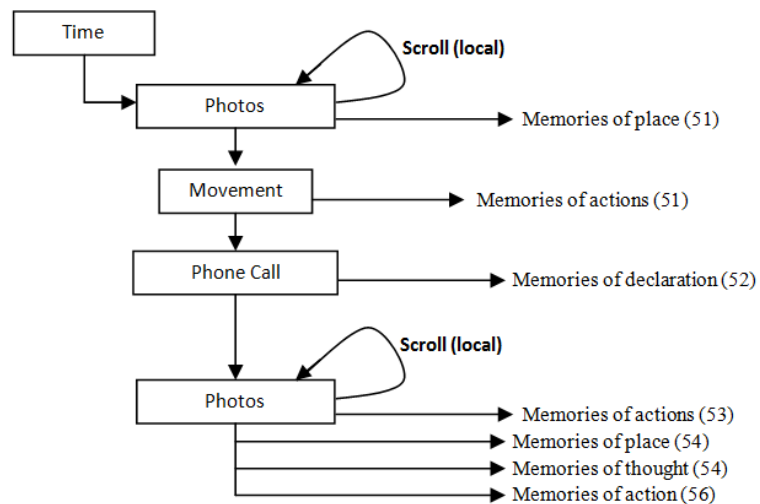 Time
Scroll (local)
Photos
Memories of place (51)
Movement
Memories of actions (51)
Phone Call
Memories of declaration (52)
Scroll (local)
Photos
Memories of actions (53)
Memories of place (54)
Memories of thought (54)
Memories of action (56)